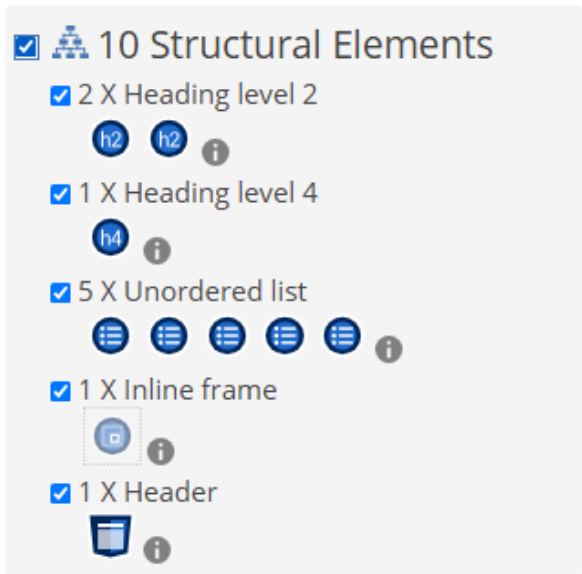 10 Structural Elements
2 X Heading level 2
h2 h2 i
1 X Heading level 4
h4 i
5 X Unordered list
i
1 X Inline frame
i
1 X Header
i